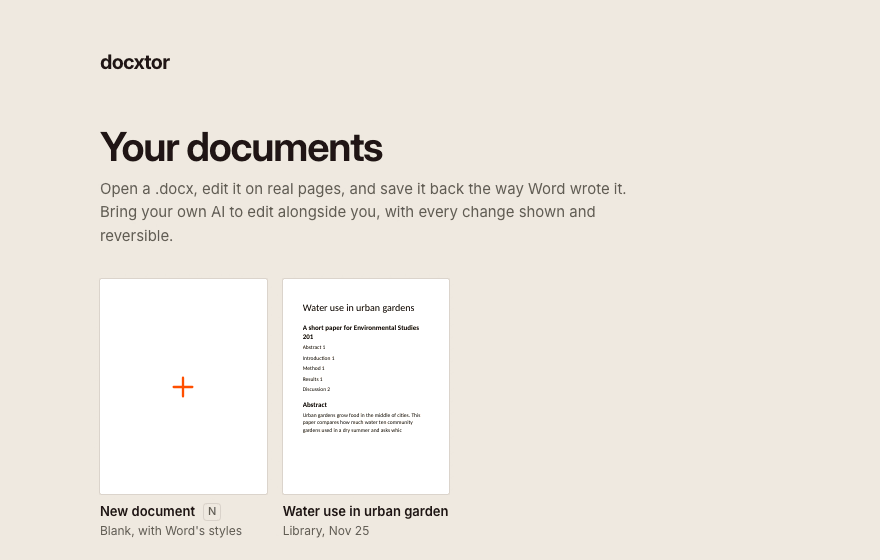 docxtor
Your documents
Open a .docx, edit it on real pages, and save it back the way Word wrote it.
Bring your own AI to edit alongside you, with every change shown and
reversible.
Water use in urban gardens
A short paper for Environmental Studies
201
Abstract 1
Introduction 1
Method 1
Results 1
Discussion 2
Abstract
Urban gardens grow food in the middle of cities. This
paper compares how much water ten community
gardens used in a dry summer and asks whic
New document N
Blank, with Word's styles
Water use in urban garden
Library, Nov 25